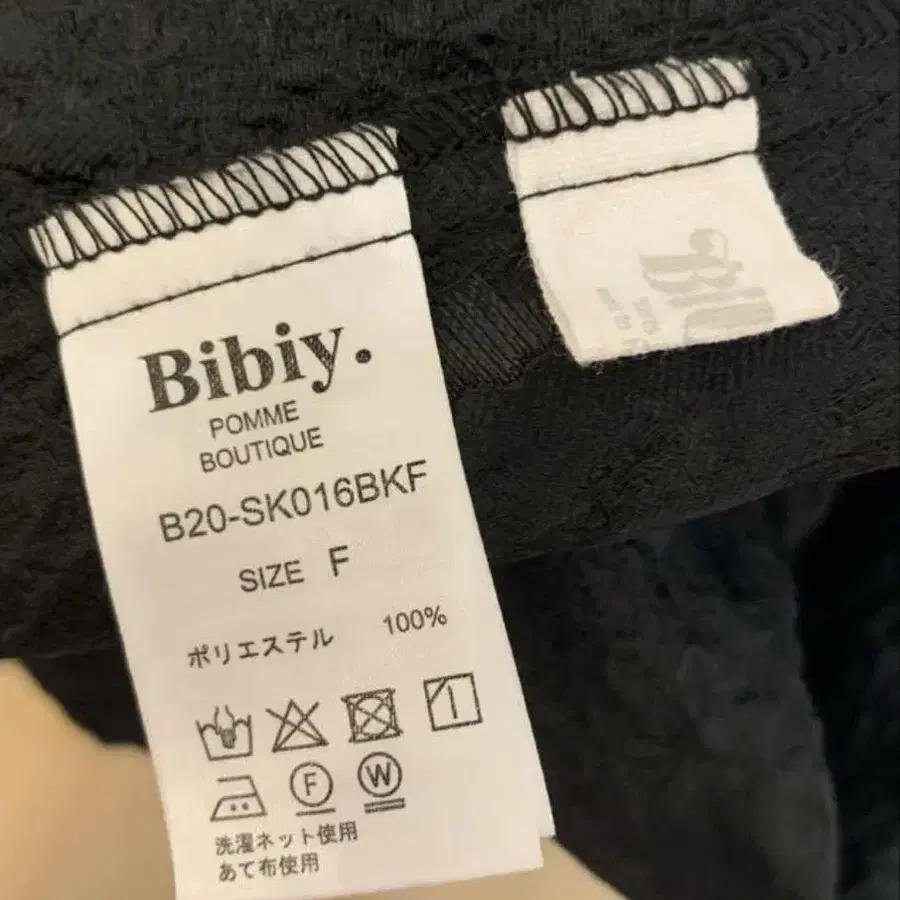 Bibiy.
POMME
BOUTIQUE
B20-SK016BKF
SIZE F
ポリエステル 100%
F W
洗濯ネット使用
あて布使用